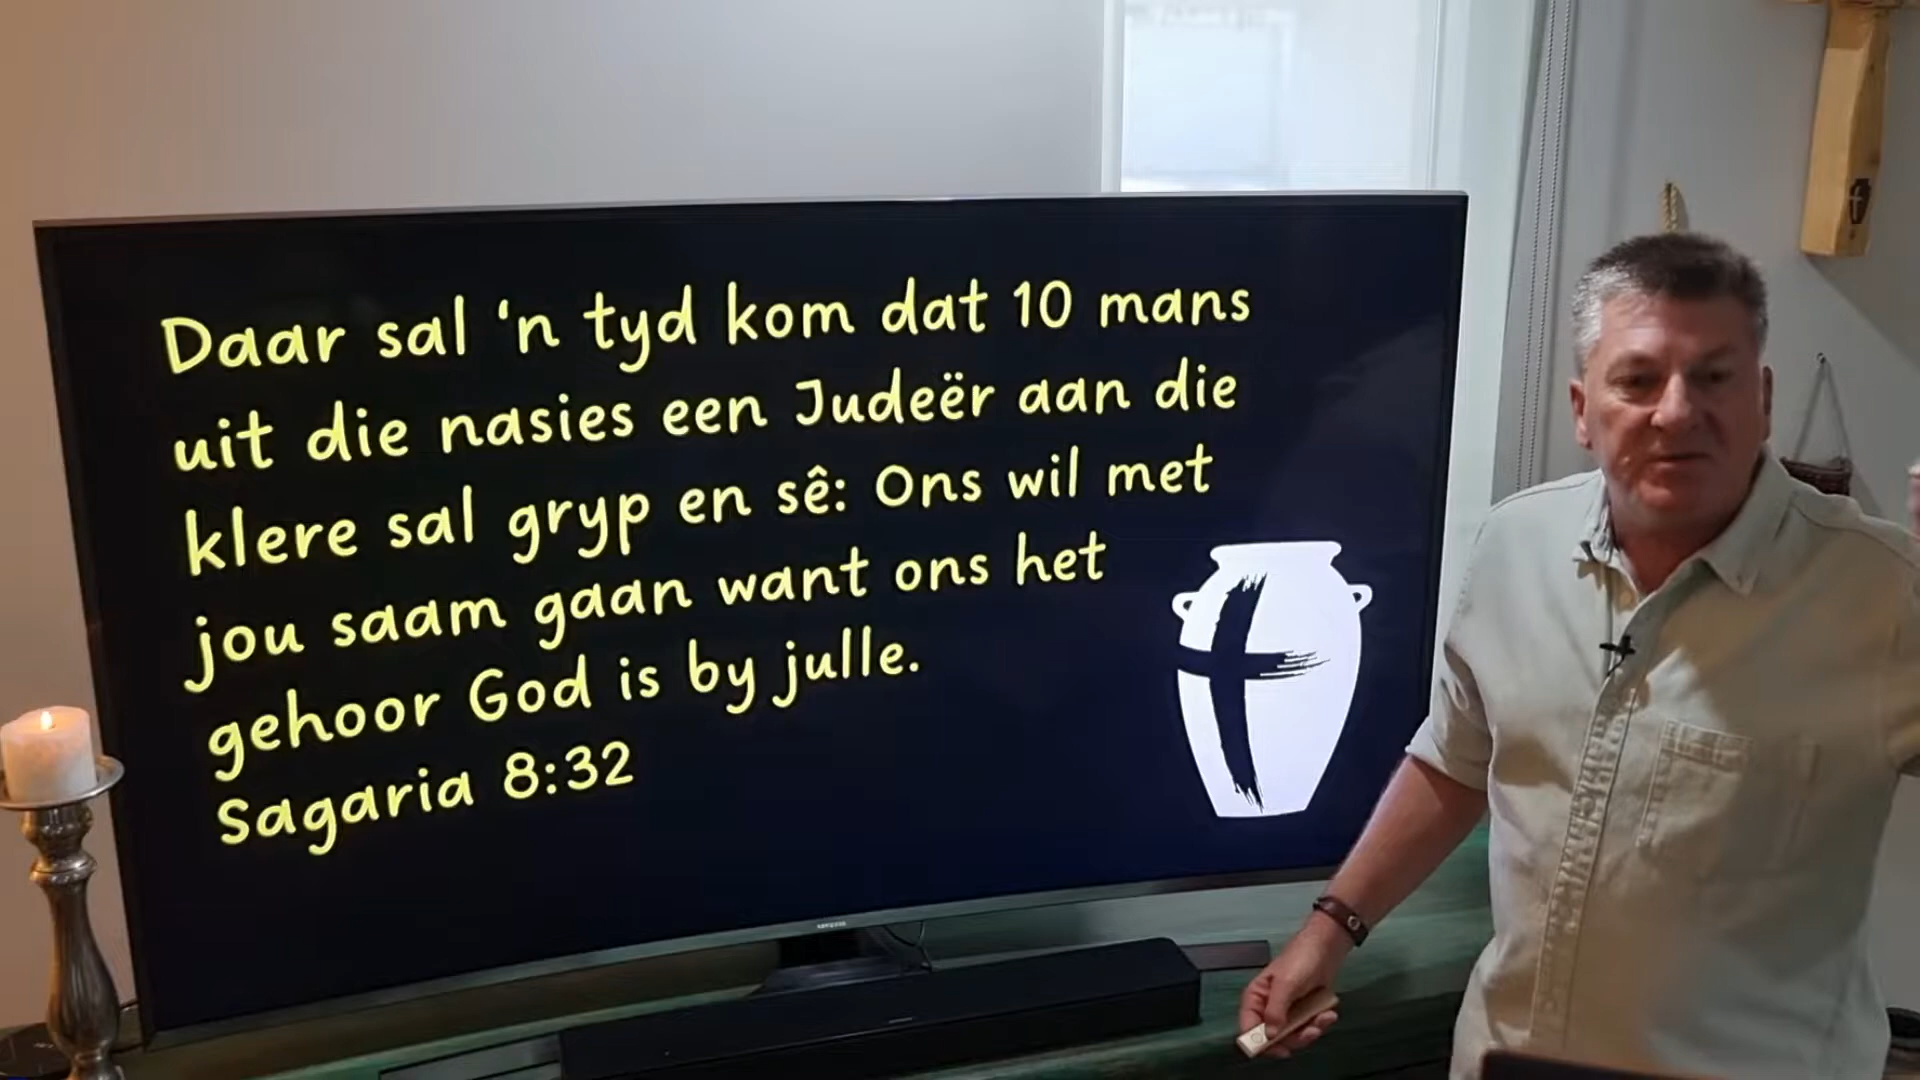 Daar sal ‘n tyd kom dat 10 mans
uit die nasies een Judeër aan die
klere sal gryp en sê: Ons wil met
jou saam gaan want ons het
gehoor God is by julle.
Sagaria 8:32
SAMSUNG